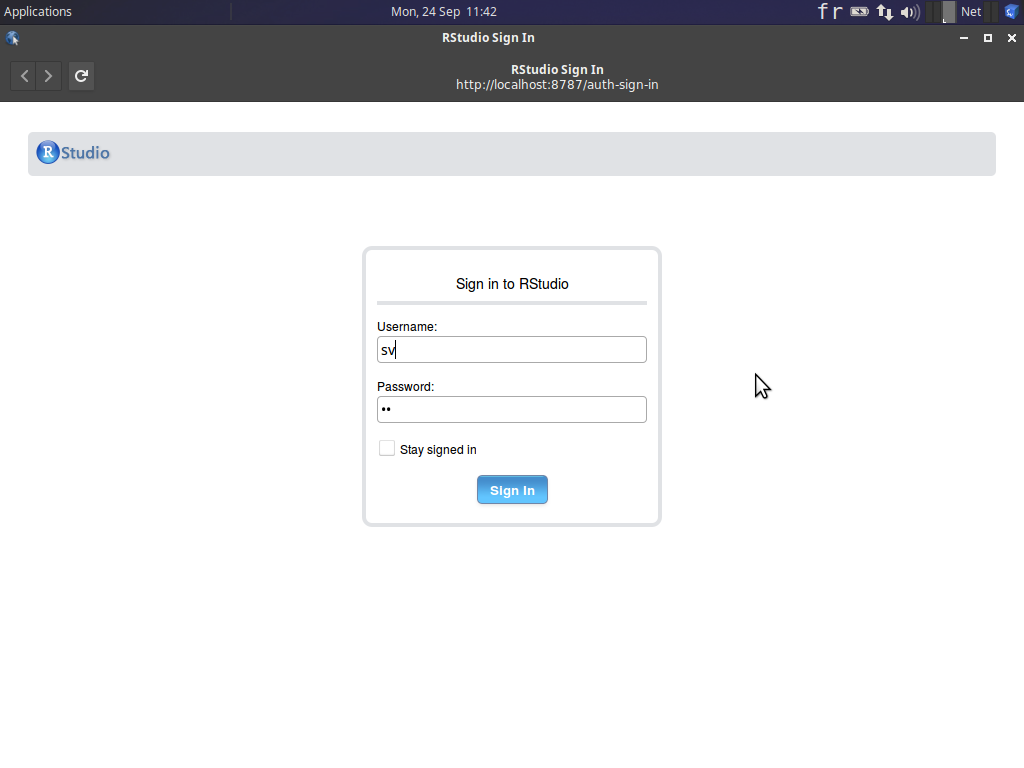 Applications Mon, 24 Sep 11:42 fr Net
RStudio Sign In
RStudio Sign In
http://localhost:8787/auth-sign-in
R Studio
Sign in to RStudio
Username:
sv
Password:
••
Stay signed in
Sign In